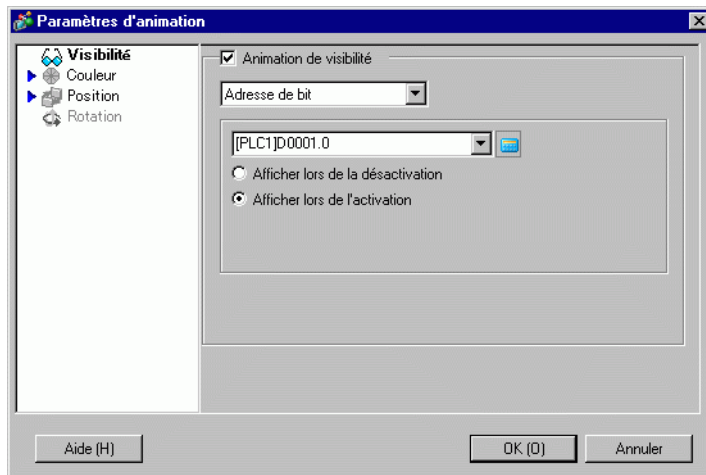 Paramètres d'animation
Visibilité
Couleur
Position
Rotation
Animation de visibilité
Adresse de bit
[PLC1]D0001.0
Afficher lors de la désactivation
Afficher lors de l'activation
Aide (H)
OK (O)
Annuler